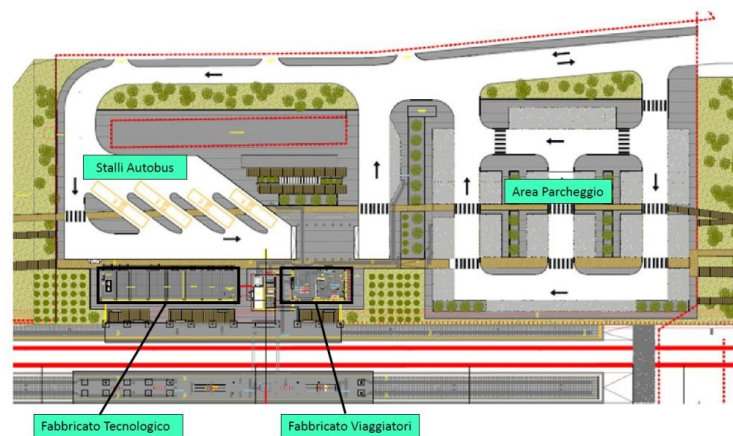 Stalli Autobus
Area Parcheggio
Fabbricato Tecnologico
Fabbricato Viaggiatori